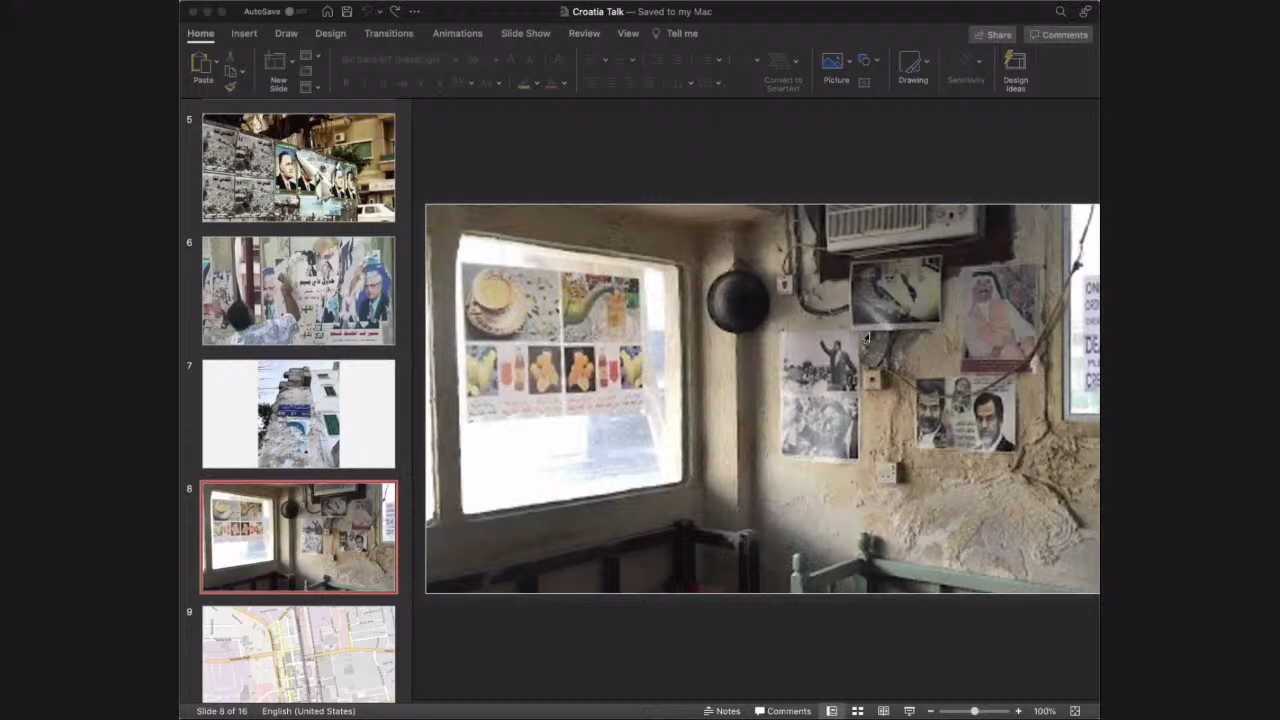 AutoSave
Croatia Talk — Saved to my Mac
Home Insert Draw Design Transitions Animations Slide Show Review View Tell me
Share Comments
Paste
New
Slide
Convert to
SmartArt
Picture
Drawing
Sensitivity
Design
Ideas
5
6
7
8
9
Slide 8 of 16 English (United States)
Notes Comments 100%